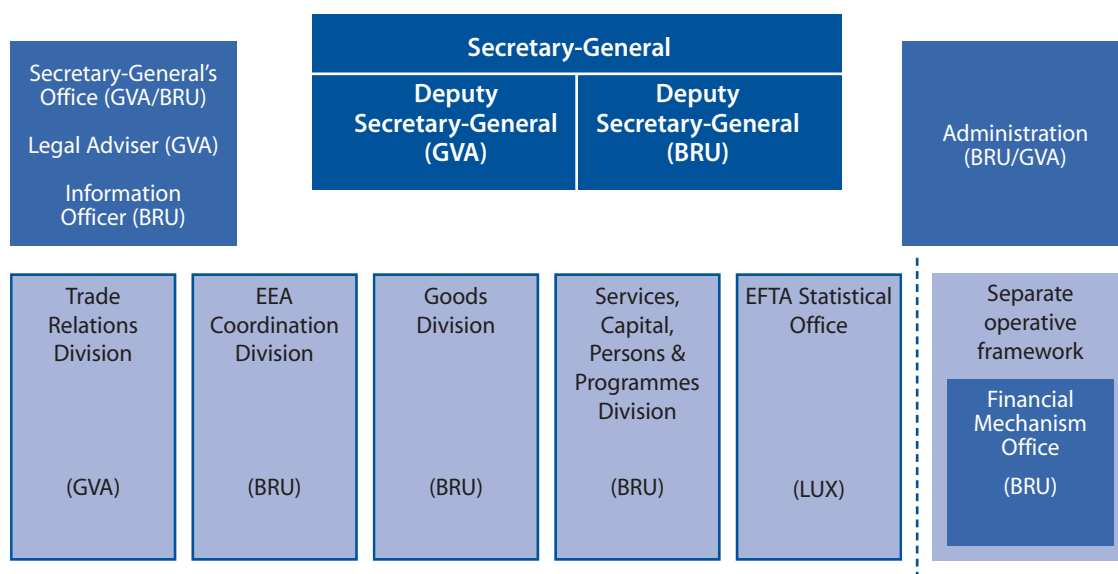 Secretary-General's
Office (GVA/BRU)
Legal Adviser (GVA)
Information
Officer (BRU)
Secretary-General
Deputy
Secretary-General
(GVA)
Deputy
Secretary-General
(BRU)
Administration
(BRU/GVA)
Trade
Relations
Division
(GVA)
EEA
Coordination
Division
(BRU)
Goods
Division
(BRU)
Services,
Capital,
Persons &
Programmes
Division
(BRU)
EFTA Statistical
Office
(LUX)
Separate
operative
framework
Financial
Mechanism
Office
(BRU)